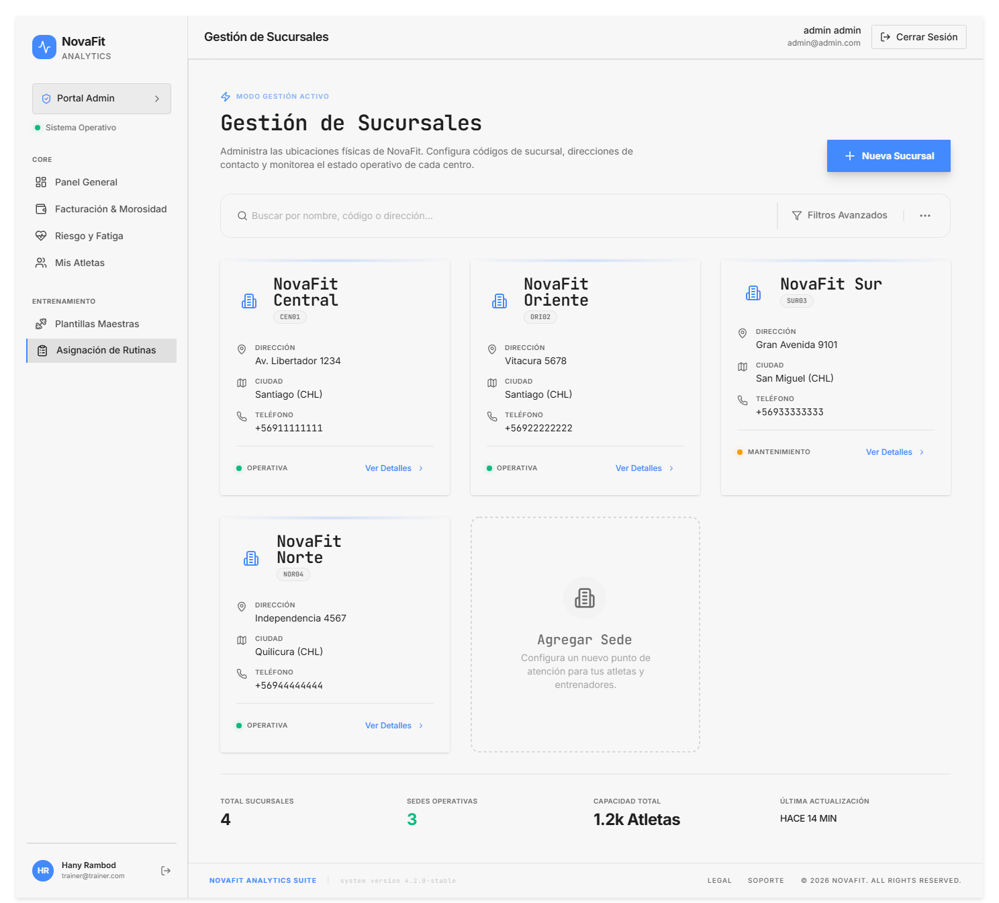 NovaFit
ANALYTICS
Portal Admin
Sistema Operativo
CORE
Panel General
Facturación & Morosidad
Riesgo y Fatiga
Mis Atletas
ENTRENAMIENTO
Plantillas Maestras
Asignación de Rutinas
HR
Hany Rambod
trainer@trainer.com
Gestión de Sucursales
admin admin
admin@admin.com
Cerrar Sesión
MODO GESTIÓN ACTIVO
Gestión de Sucursales
Administra las ubicaciones físicas de NovaFit. Configura códigos de sucursal, direcciones de
contacto y monitorea el estado operativo de cada centro.
Nueva Sucursal
Buscar por nombre, código o dirección...
Filtros Avanzados
NovaFit
Central
CEN01
DIRECCIÓN
Av. Libertador 1234
CIUDAD
Santiago (CHL)
TELÉFONO
+56911111111
OPERATIVA
Ver Detalles
NovaFit
Oriente
ORI02
DIRECCIÓN
Vitacura 5678
CIUDAD
Santiago (CHL)
TELÉFONO
+56922222222
OPERATIVA
Ver Detalles
NovaFit Sur
SUR03
DIRECCIÓN
Gran Avenida 9101
CIUDAD
San Miguel (CHL)
TELÉFONO
+56933333333
MANTENIMIENTO
Ver Detalles
NovaFit
Norte
NOR04
DIRECCIÓN
Independencia 4567
CIUDAD
Quilicura (CHL)
TELÉFONO
+56944444444
OPERATIVA
Ver Detalles
Agregar Sede
Configura un nuevo punto de
atención para tus atletas y
entrenadores.
TOTAL SUCURSALES
4
SEDES OPERATIVAS
3
CAPACIDAD TOTAL
1.2k Atletas
ÚLTIMA ACTUALIZACIÓN
HACE 14 MIN
NOVAFIT ANALYTICS SUITE
system version 4.2.0-stable
LEGAL
SOPORTE
© 2026 NOVAFIT. ALL RIGHTS RESERVED.